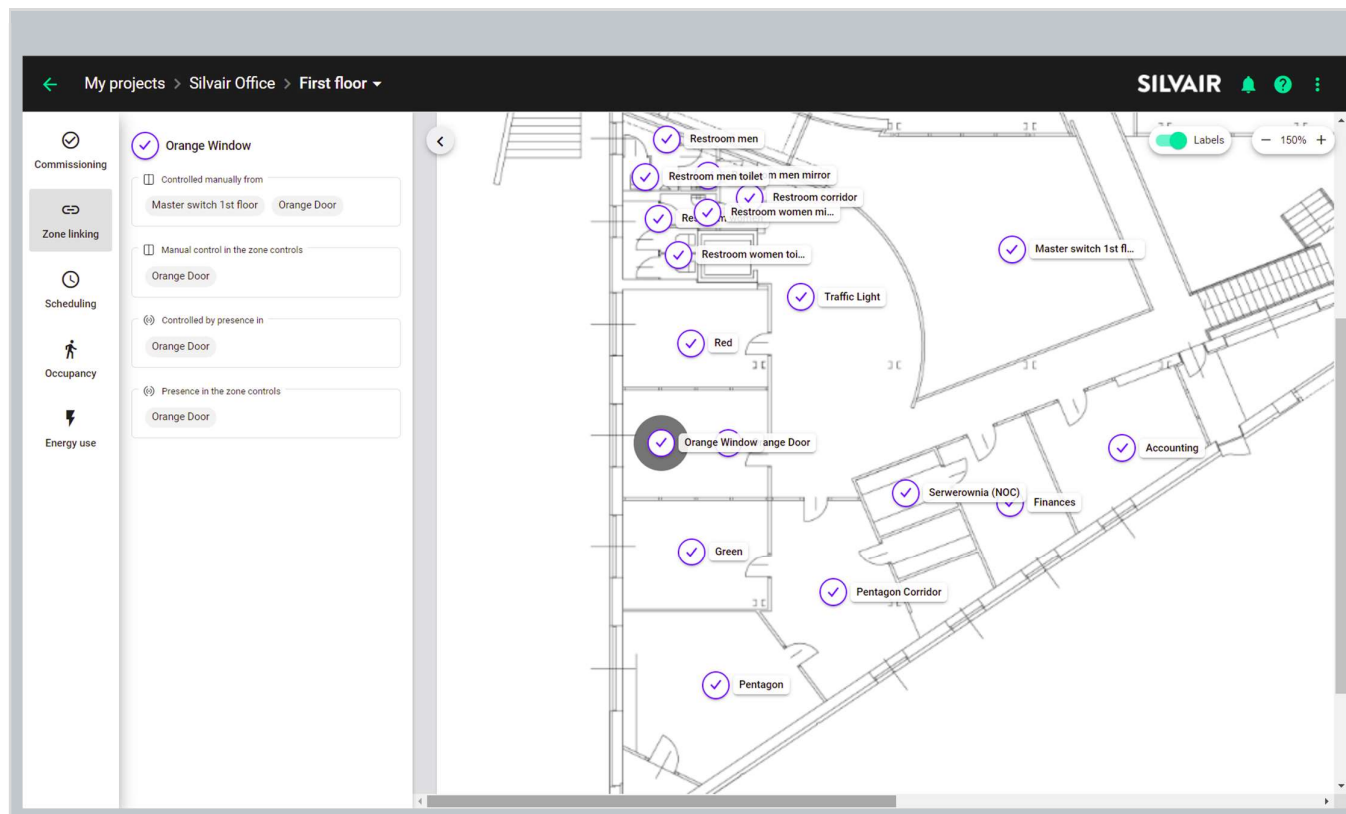 My projects > Silvair Office > First floor
SILVAIR
Commissioning
Zone linking
Scheduling
Occupancy
Energy use
Orange Window
Controlled manually from
Master switch 1st floor Orange Door
Manual control in the zone controls
Orange Door
Controlled by presence in
Orange Door
Presence in the zone controls
Orange Door
Labels
150%
Restroom men
Restroom men toilet
m men mirror
Restroom corridor
Restroom women mi...
Restroom women toi...
Master switch 1st fl...
Traffic Light
Red
Orange Window
ange Door
Accounting
Serwerownia (NOC)
Finances
Green
Pentagon Corridor
Pentagon